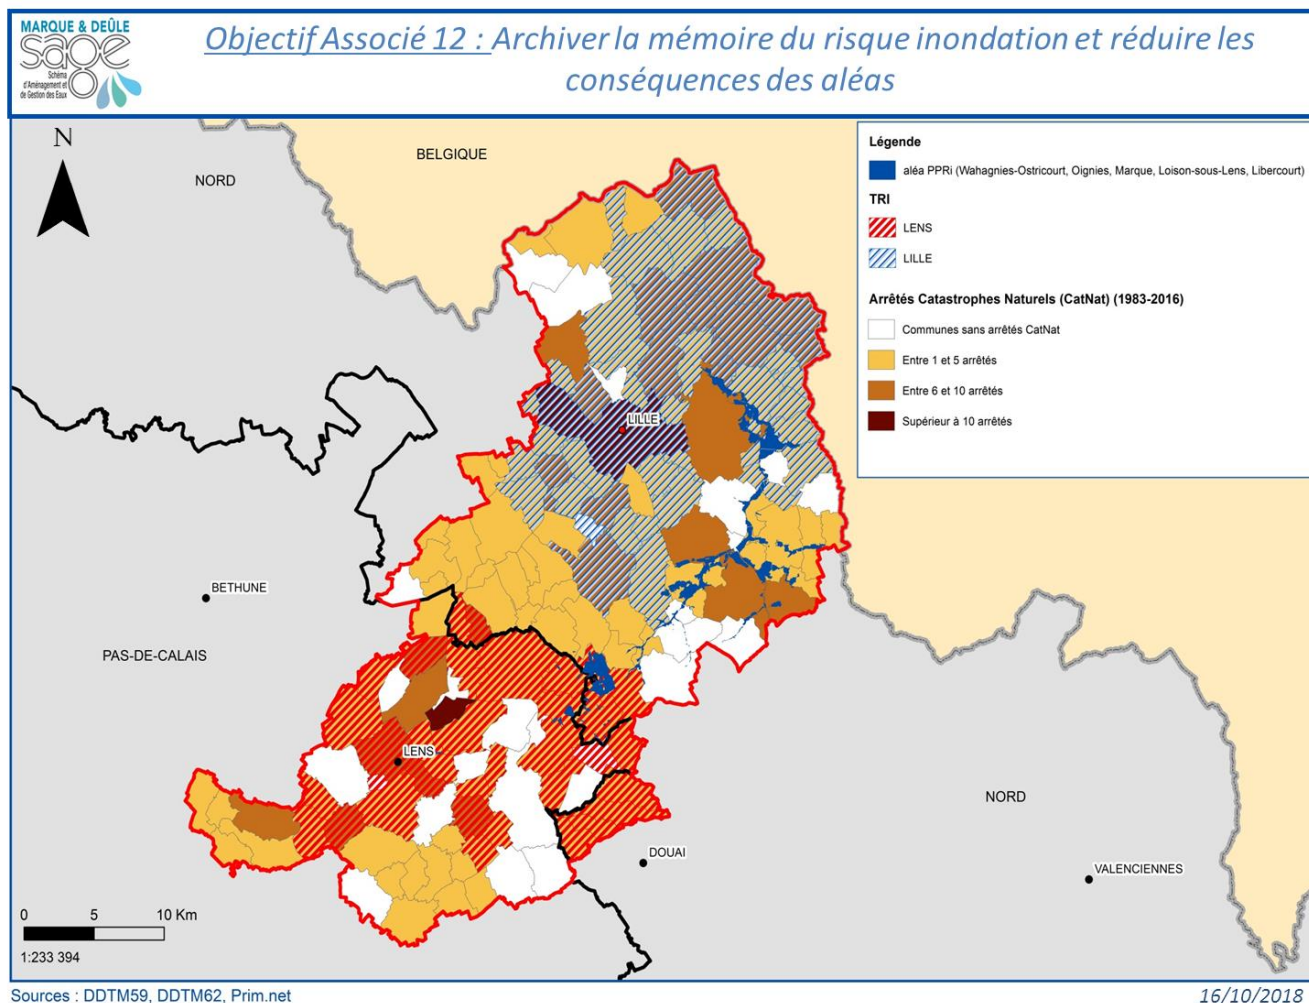 MARQUE & DEÛLE
sage
Schéma
d'Aménagement et
de Gestion des Eaux
Objectif Associé 12 : Archiver la mémoire du risque inondation et réduire les
conséquences des aléas
N
NORD
BELGIQUE
Légende
aléa PPRi (Wahagnies-Ostricourt, Oignies, Marque, Loison-sous-Lens, Libercourt)
TRI
LENS
LILLE
Arrêtés Catastrophes Naturels (CatNat) (1983-2016)
Communes sans arrêtés CatNat
Entre 1 et 5 arrêtés
Entre 6 et 10 arrêtés
Supérieur à 10 arrêtés
LILLE
BETHUNE
PAS-DE-CALAIS
LENS
NORD
DOUAI
VALENCIENNES
0 5 10 Km
1:233 394
Sources : DDTM59, DDTM62, Prim.net
16/10/2018